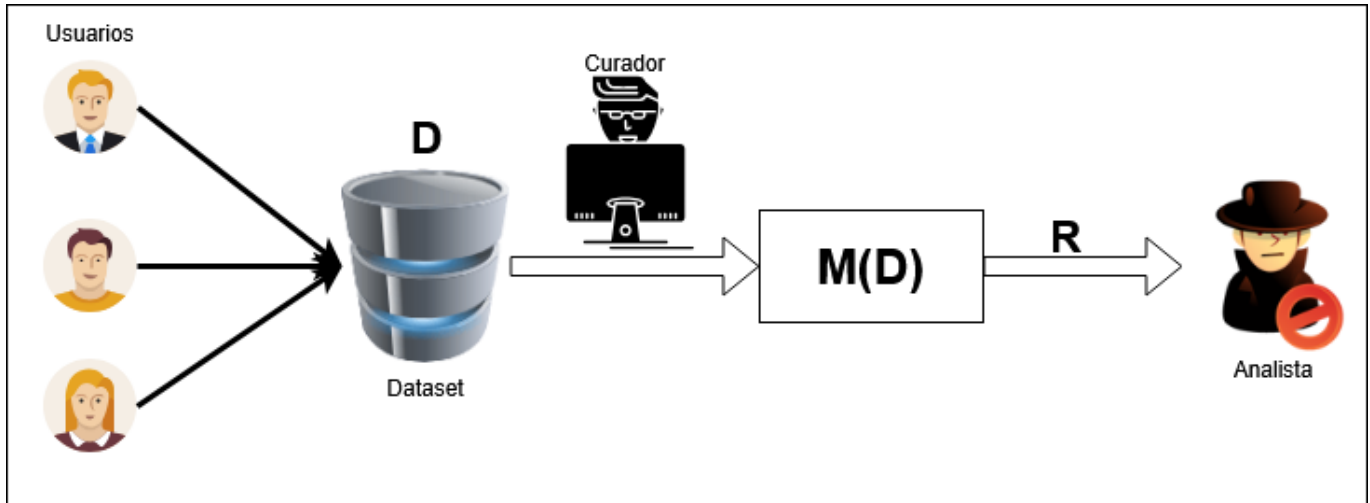 Usuarios
Curador
D
Dataset
M(D)
R
Analista